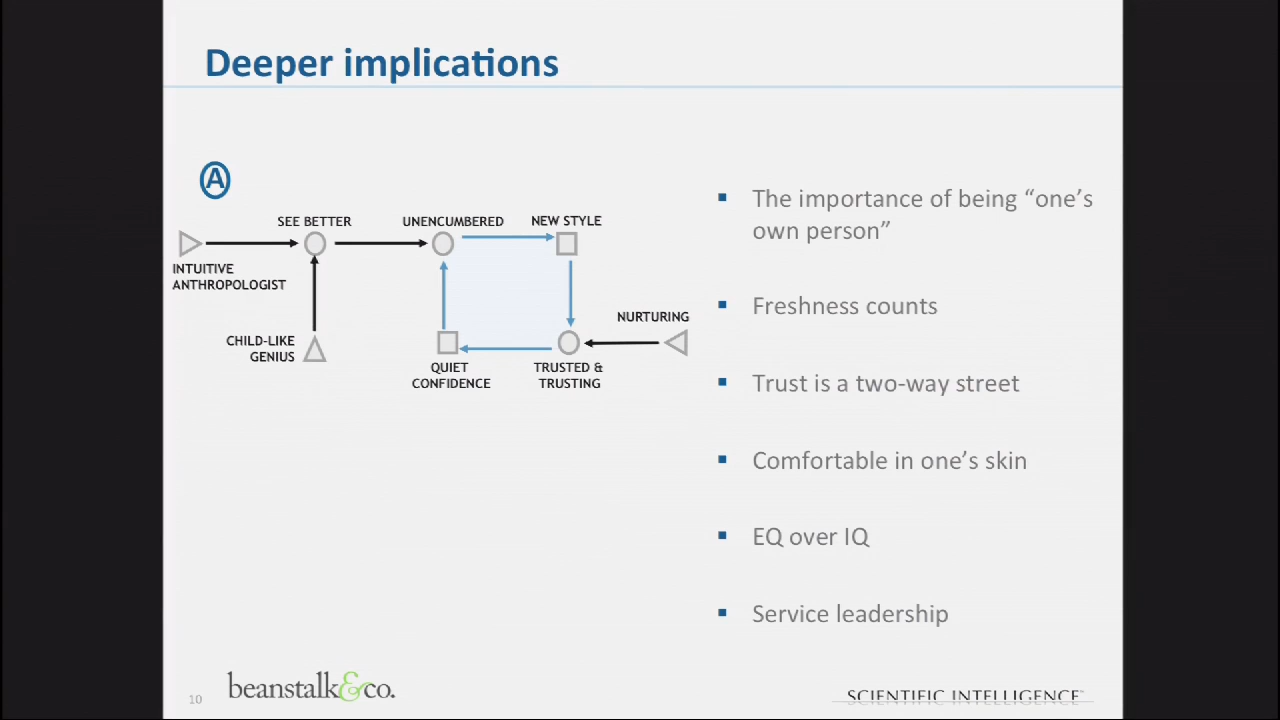 Deeper implications
A
SEE BETTER
UNENCUMBERED
NEW STYLE
INTUITIVE
ANTHROPOLOGIST
CHILD-LIKE
GENIUS
NURTURING
QUIET
CONFIDENCE
TRUSTED &
TRUSTING
The importance of being “one’s
own person”
Freshness counts
Trust is a two-way street
Comfortable in one’s skin
EQ over IQ
Service leadership
10
beanstalk&co.
SCIENTIFIC INTELLIGENCE™